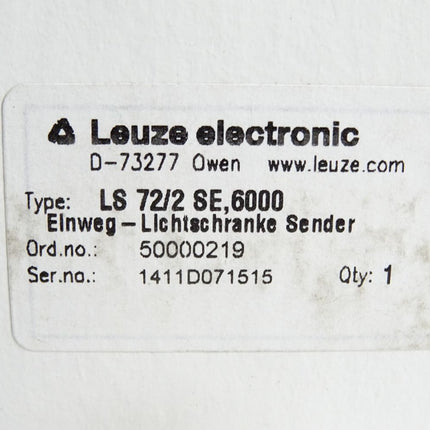 Leuze electronic
D-73277 Owen www.leuze.com
Type: LS 72/2 SE,6000
Einweg-Lichtschranke Sender
Ord.no.: 50000219
Ser.no.: 1411D071515 Qty: 1